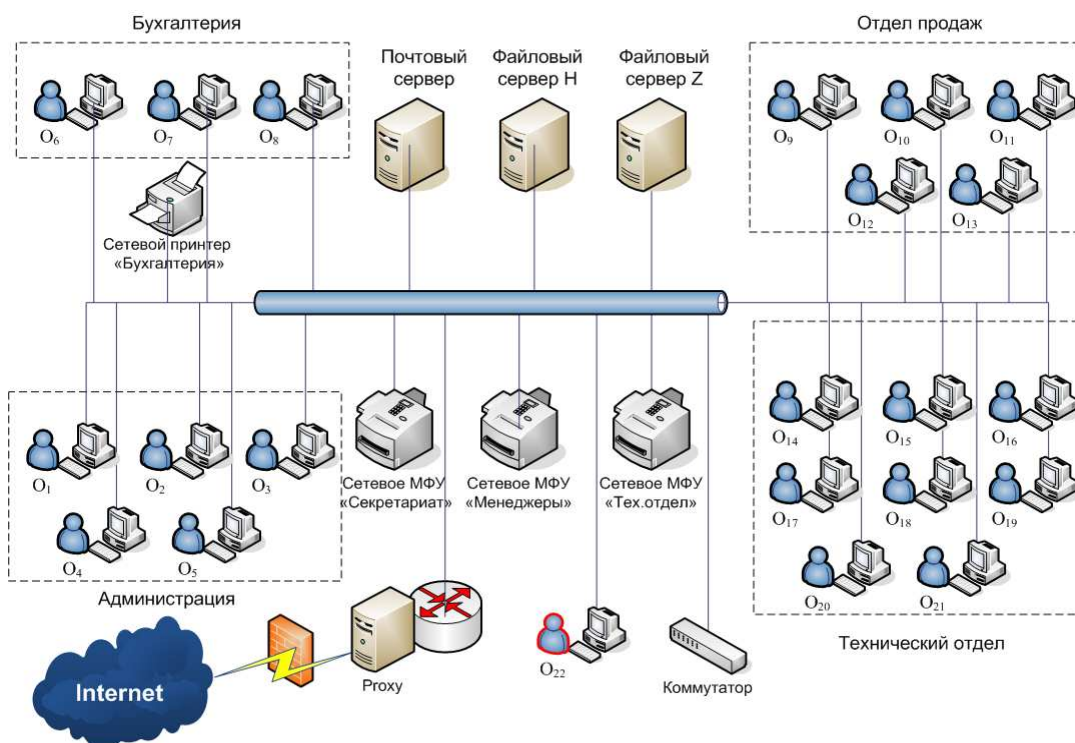 Бухгалтерия
Отдел продаж
Почтовый
сервер
Файловый
сервер H
Файловый
сервер Z
O6
O7
O8
O9
O10
O11
O12
O13
Сетевой принтер
«Бухгалтерия»
O1
O2
O3
O4
O5
Администрация
Сетевое МФУ
«Секретариат»
Сетевое МФУ
«Менеджеры»
Сетевое МФУ
«Тех.отдел»
O14
O15
O16
O17
O18
O19
O20
O21
Технический отдел
Internet
Proxy
O22
Коммутатор